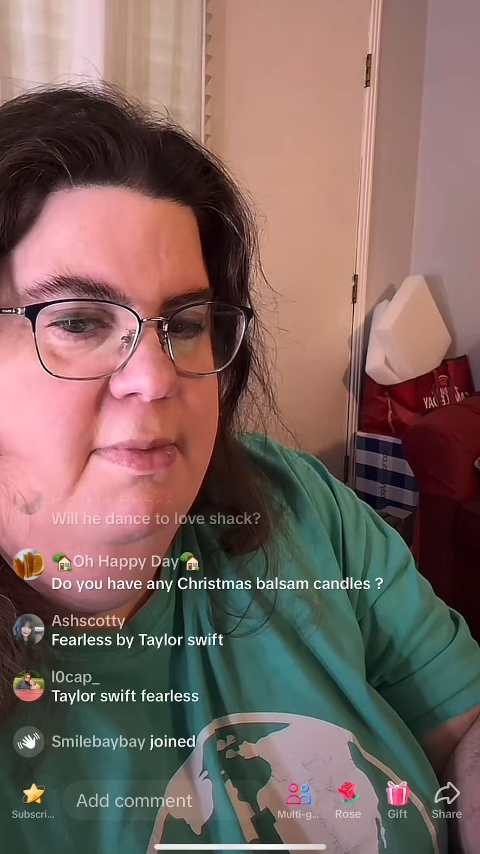 Will he dance to love shack?
🏡Oh Happy Day🏡
Do you have any Christmas balsam candles ?
Ashscotty
Fearless by Taylor swift
l0cap_
Taylor swift fearless
Smilebaybay joined
Add comment
Subscri...
Multi-g...
Rose
Gift
Share